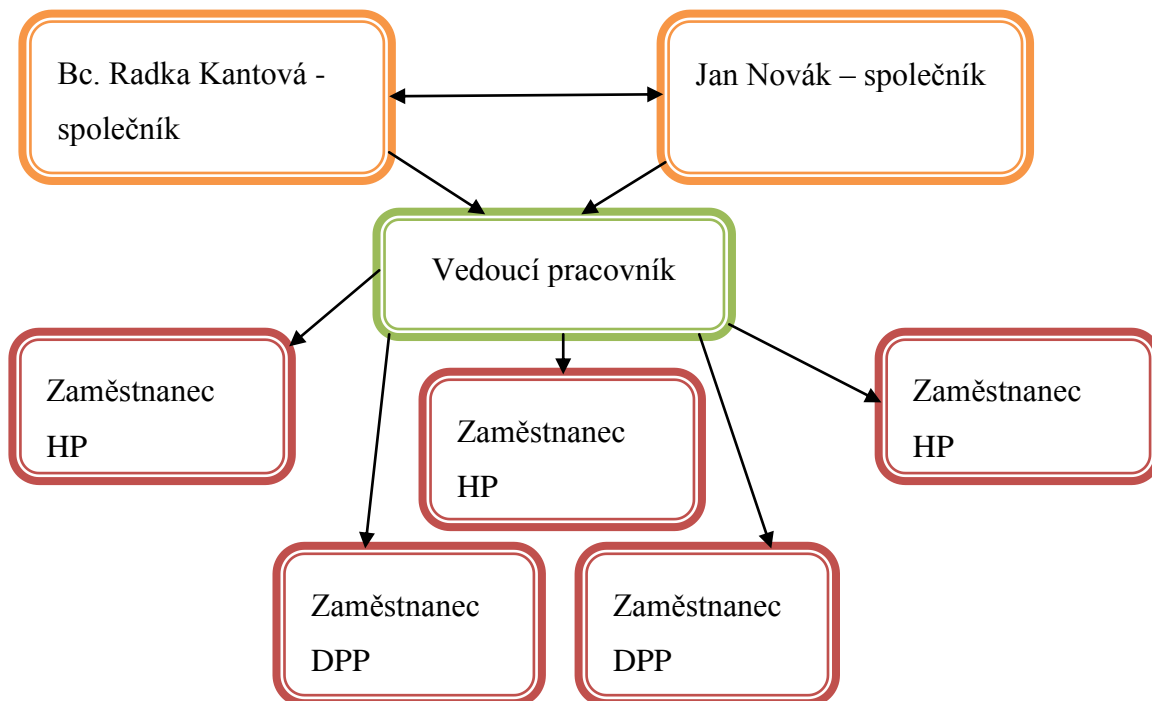 Bc. Radka Kantová -
společník
Jan Novák – společník
Vedoucí pracovník
Zaměstnanec
HP
Zaměstnanec
HP
Zaměstnanec
HP
Zaměstnanec
DPP
Zaměstnanec
DPP